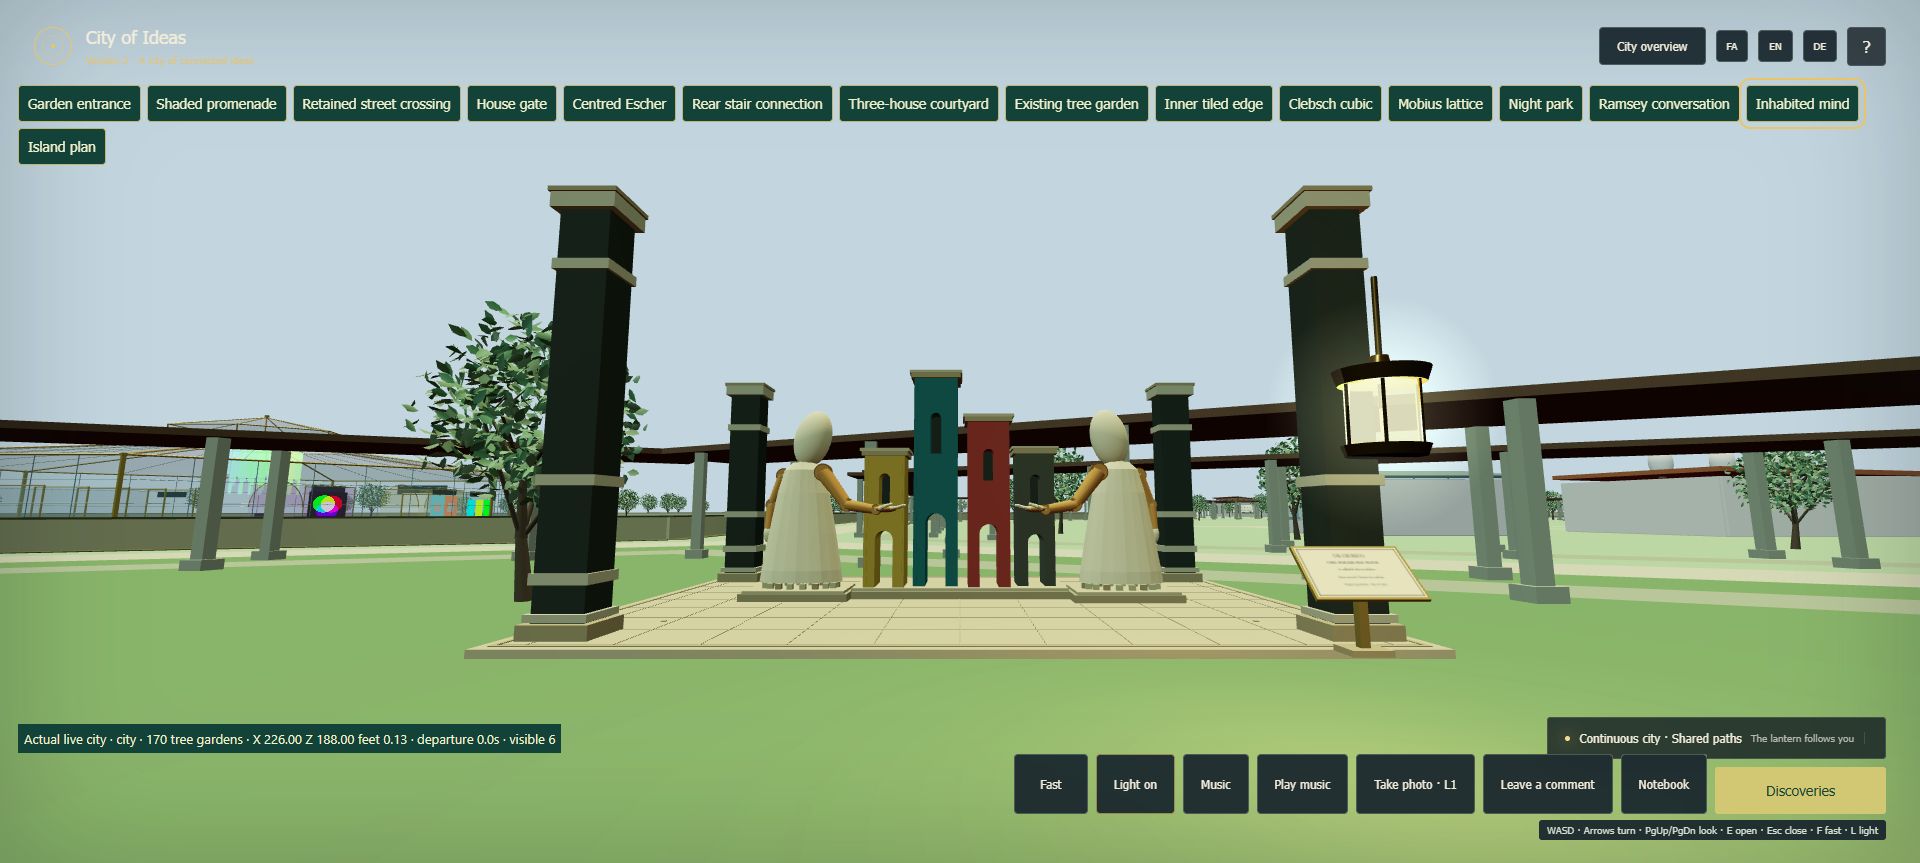 City of Ideas
City overview
FA
EN
DE
?
Garden entrance
Shaded promenade
Retained street crossing
House gate
Centred Escher
Rear stair connection
Three-house courtyard
Existing tree garden
Inner tiled edge
Clebsch cubic
Mobius lattice
Night park
Ramsey conversation
Inhabited mind
Island plan
Actual live city · city · 170 tree gardens · X 226.00 Z 188.00 feet 0.13 · departure 0.0s · visible 6
Continuous city · Shared paths The lantern follows you
Fast
Light on
Music
Play music
Take photo · L1
Leave a comment
Notebook
Discoveries
WASD · Arrows turn · PgUp/PgDn look · E open · Esc close · F fast · L light